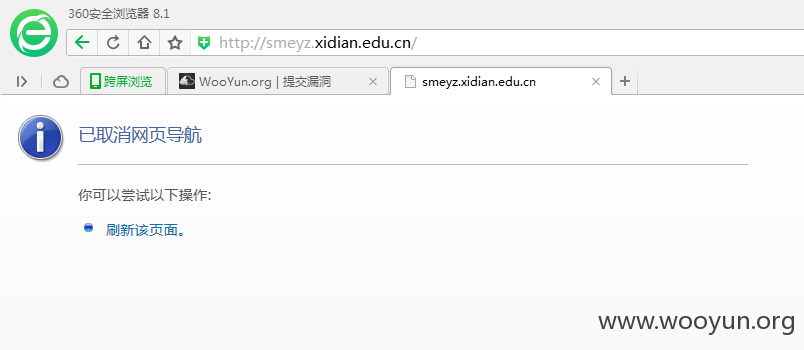 360安全浏览器 8.1
http://smeyz.xidian.edu.cn/
跨屏浏览
WooYun.org | 提交漏洞
smeyz.xidian.edu.cn
已取消网页导航
你可以尝试以下操作:
刷新该页面。
www.wooyun.org